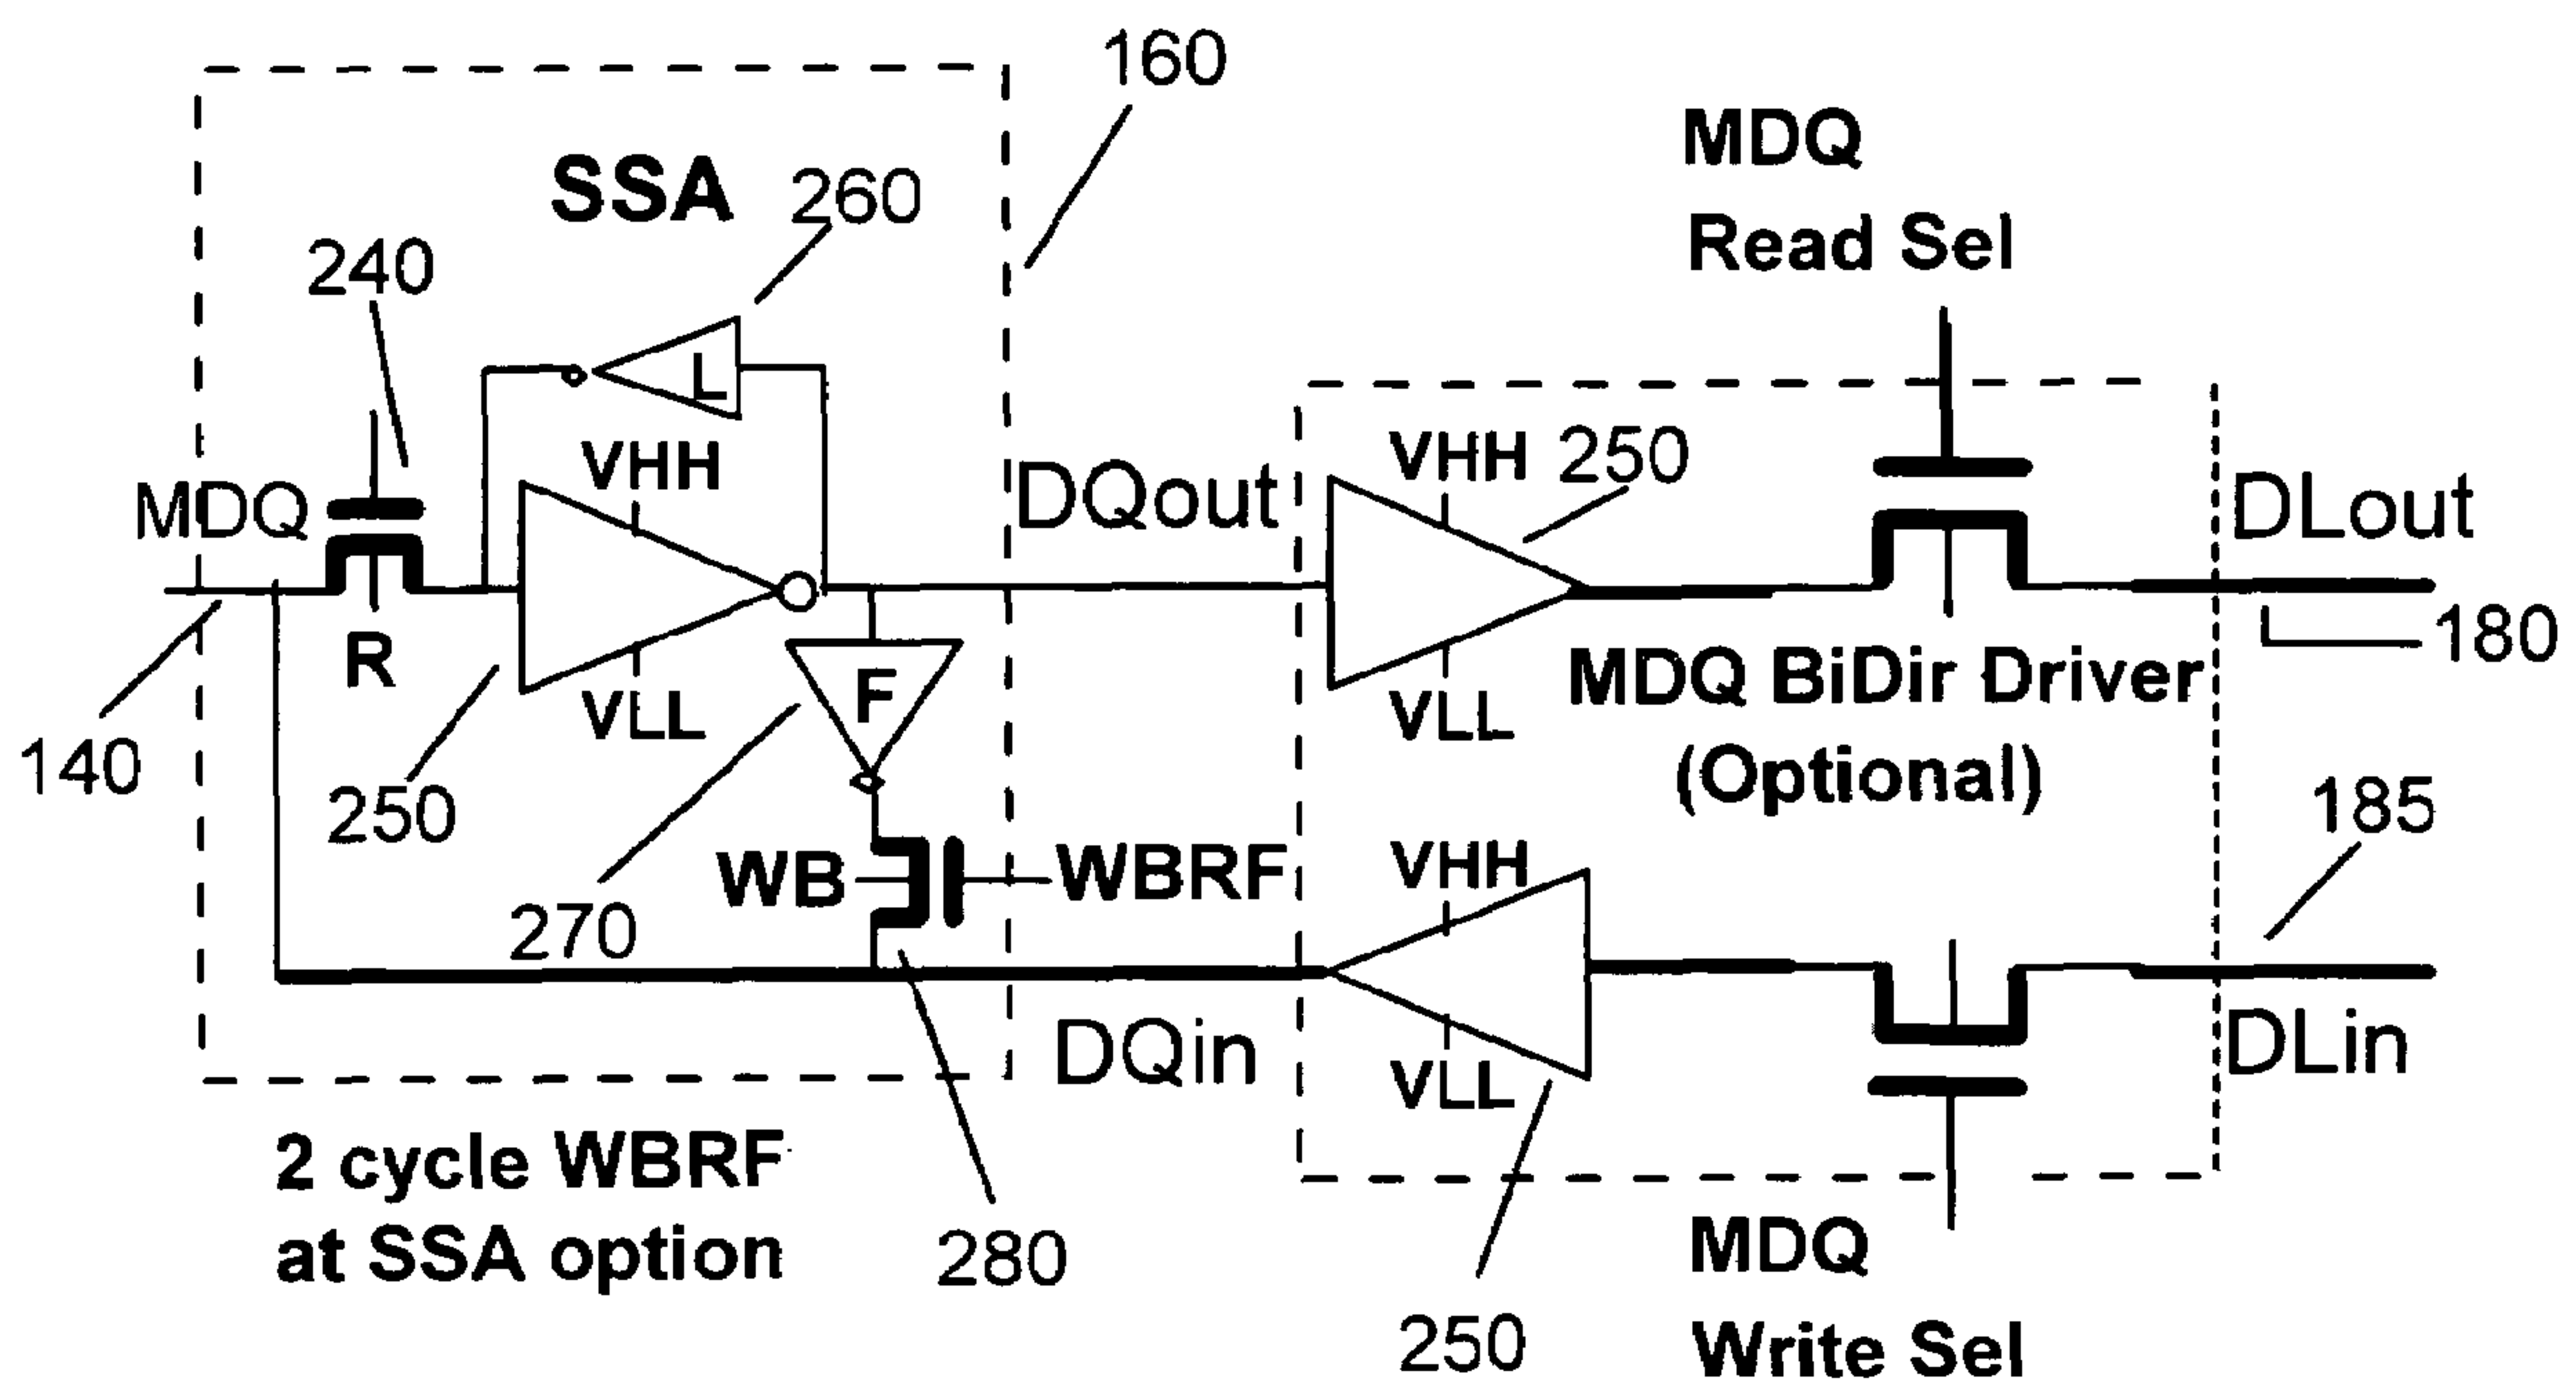 160
SSA
260
240
MDQ
Read Sel
VHH
VHH
250
MDQ
DQout
DLout
L
R
180
F
VLL
VLL
MDQ BiDir Driver
(Optional)
140
250
185
WB
WBRF
VHH
270
DQin
VLL
DLin
2 cycle WBRF
at SSA option
280
250
MDQ
Write Sel